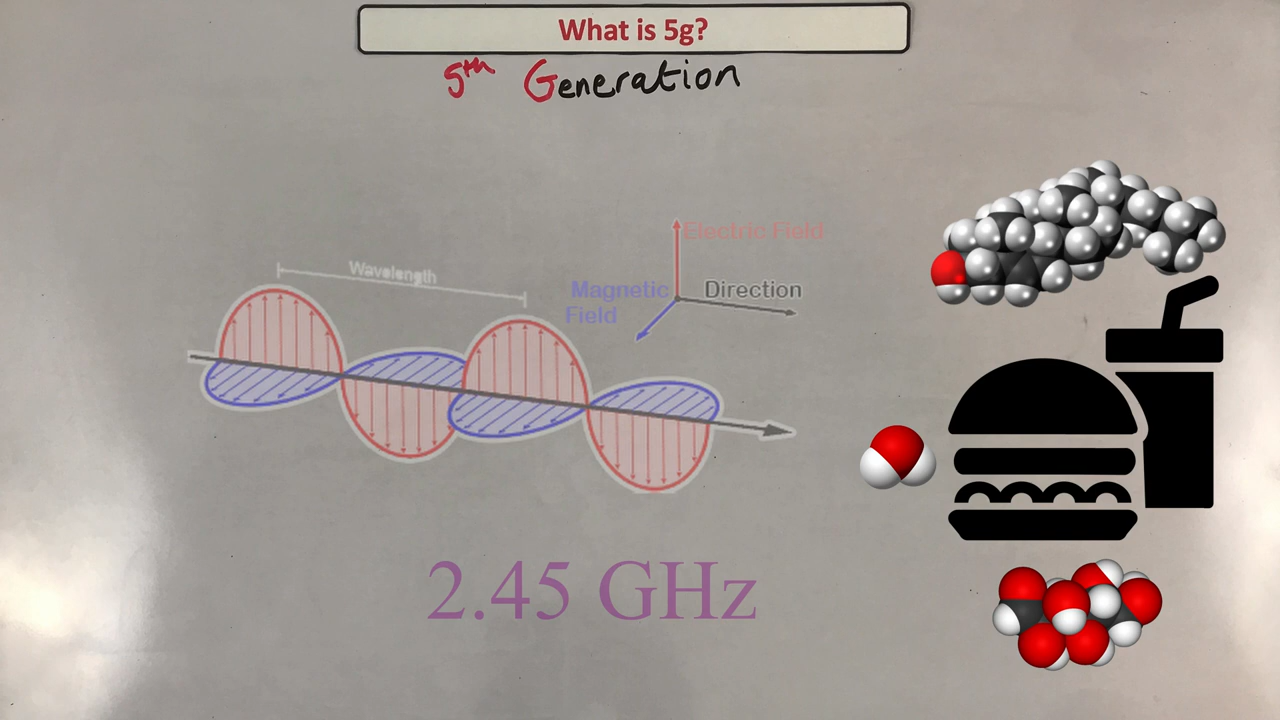 What is 5g?
5th Generation
Electric Field
Wavelength
Magnetic
Field
Direction
2.45 GHz